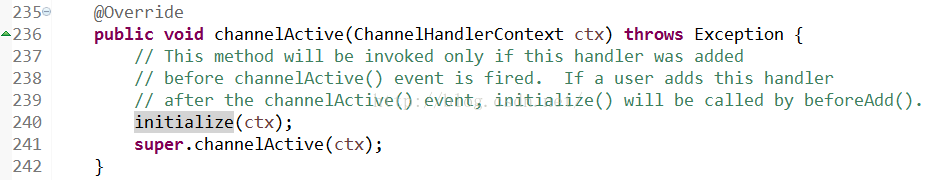 235 @Override
236 public void channelActive(ChannelHandlerContext ctx) throws Exception {
237 // This method will be invoked only if this handler was added
238 // before channelActive() event is fired.  If a user adds this handler
239 // after the channelActive() event, initialize() will be called by beforeAdd().
240 initialize(ctx);
241 super.channelActive(ctx);
242 }